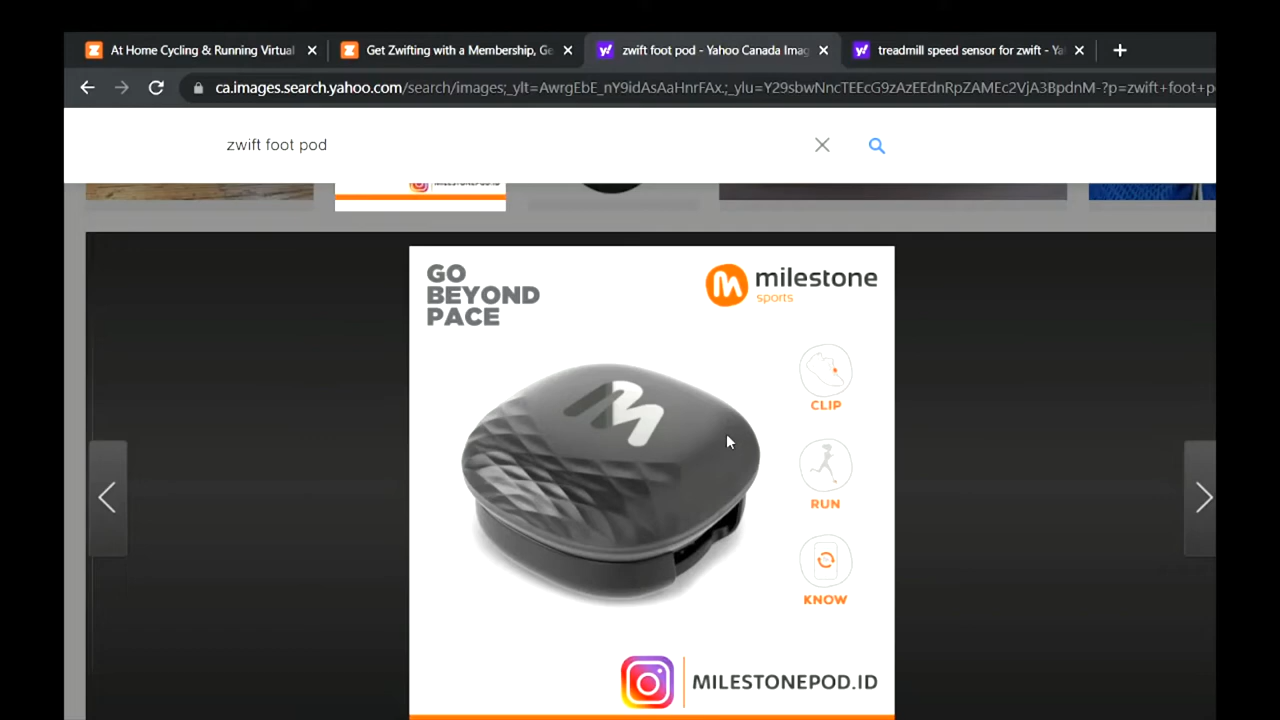 At Home Cycling & Running Virtual
Get Zwifting with a Membership, Ge
zwift foot pod - Yahoo Canada Imag
treadmill speed sensor for zwift - Ya
ca.images.search.yahoo.com/search/images;_ylt=AwrgEbE_nY9idAsAaHnrFAx.;_ylu=Y29sbwNncTEEcG9zAzEEdnRpZAMEc2VjA3BpdnM-?p=zwift+foot+p
zwift foot pod
MILESTONEPOD.ID
GO
BEYOND
PACE
milestone
sports
CLIP
RUN
KNOW
MILESTONEPOD.ID